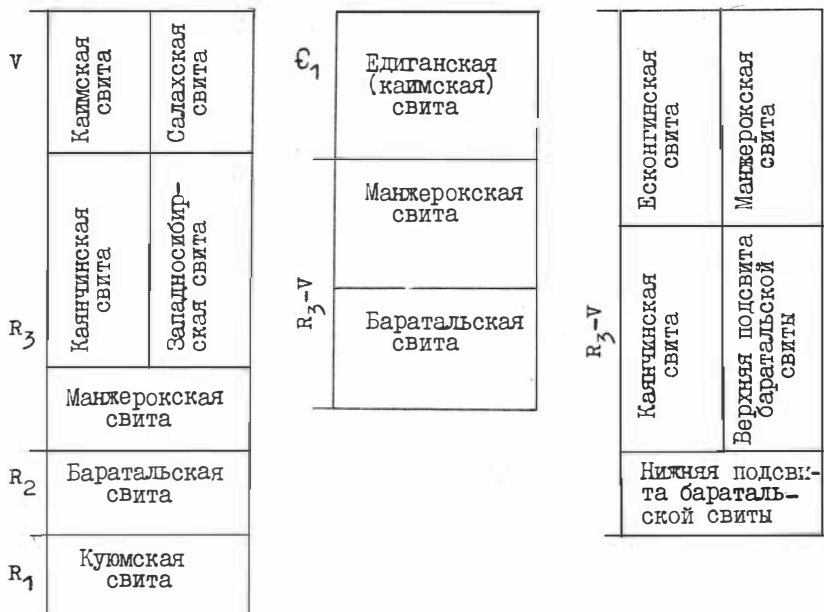 V
Каимская
свита
Салахская
свита
R3
Каянчинская
свита
Западносибир-
ская свита
Манжерокская
свита
R2
Баратальская
свита
R1
Куюмская
свита
Є1
Едиганская
(каимская)
свита
R3-V
Манжерокская
свита
Баратальская
свита
R3-V
Есконгинская
свита
Манжерокская
свита
Каянчинская
свита
Верхняя подсвита
баратальской
свиты
Нижняя подсви-
та бараталь-
ской свиты